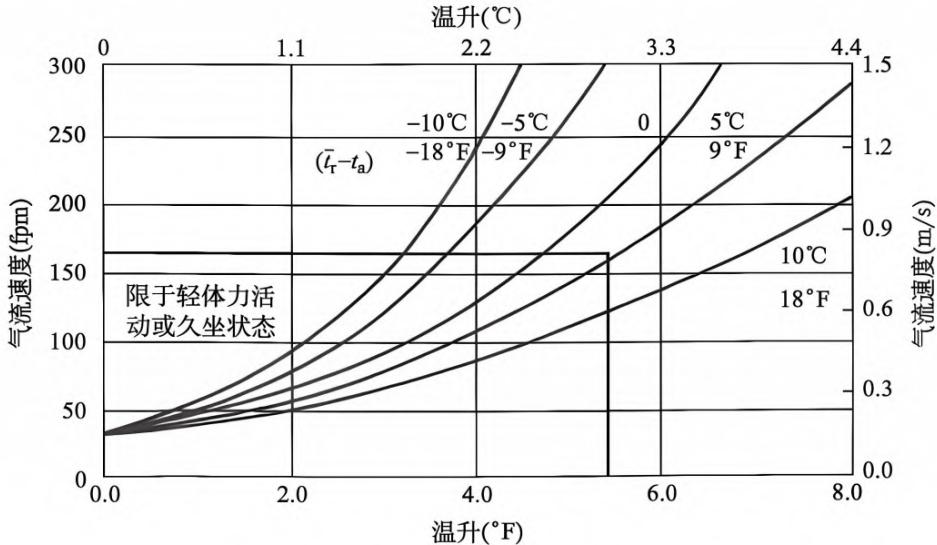 温升(℃)
0 1.1 2.2 3.3 4.4
300 1.5
250 −10℃ −5℃ 0 5℃ 1.2
(t̄r−ta) −18°F −9°F 9°F
200 0.9
气流速度(fpm) 气流速度(m/s)
150 10℃
限于轻体力活 18°F 0.6
动或久坐状态
100
50 0.3
0 0.0
0.0 2.0 4.0 6.0 8.0
温升(°F)